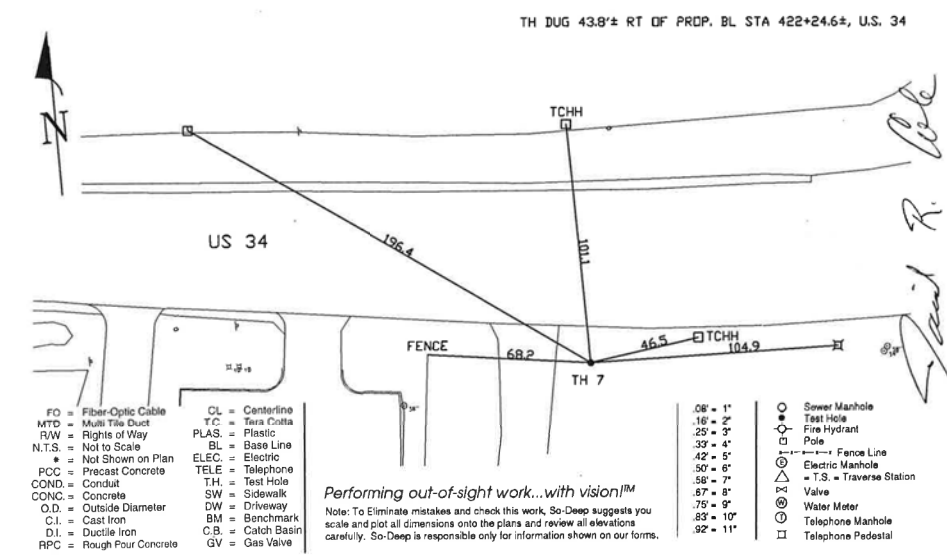 TH DUG 43.8'± RT OF PROP. BL STA 422+24.6±, U.S. 34
N
TCHH
US 34
196.4
101.1
FENCE
68.2
46.5
TCHH
104.9
TH 7
FO = Fiber-Optic Cable
MTD = Multi Tile Duct
R/W = Rights of Way
N.T.S. = Not to Scale
* = Not Shown on Plan
PCC = Precast Concrete
COND. = Conduit
CONC. = Concrete
O.D. = Outside Diameter
C.I. = Cast Iron
D.I. = Ductile Iron
RPC = Rough Pour Concrete
CL = Centerline
T.C. = Tera Cotta
PLAS. = Plastic
BL = Base Line
ELEC. = Electric
TELE = Telephone
T.H. = Test Hole
SW = Sidewalk
DW = Driveway
BM = Benchmark
C.B. = Catch Basin
GV = Gas Valve
Performing out-of-sight work...with vision!™
Note: To Eliminate mistakes and check this work, So-Deep suggests you
scale and plot all dimensions onto the plans and review all elevations
carefully. So-Deep is responsible only for information shown on our forms.
.08' = 1"
.16' = 2"
.25' = 3"
.33' = 4"
.42' = 5"
.50' = 6"
.58' = 7"
.67' = 8"
.75' = 9"
.83' = 10"
.92' = 11"
Sewer Manhole
Test Hole
Fire Hydrant
Pole
Fence Line
E Electric Manhole
= T.S. = Traverse Station
Valve
W Water Meter
T Telephone Manhole
Telephone Pedestal